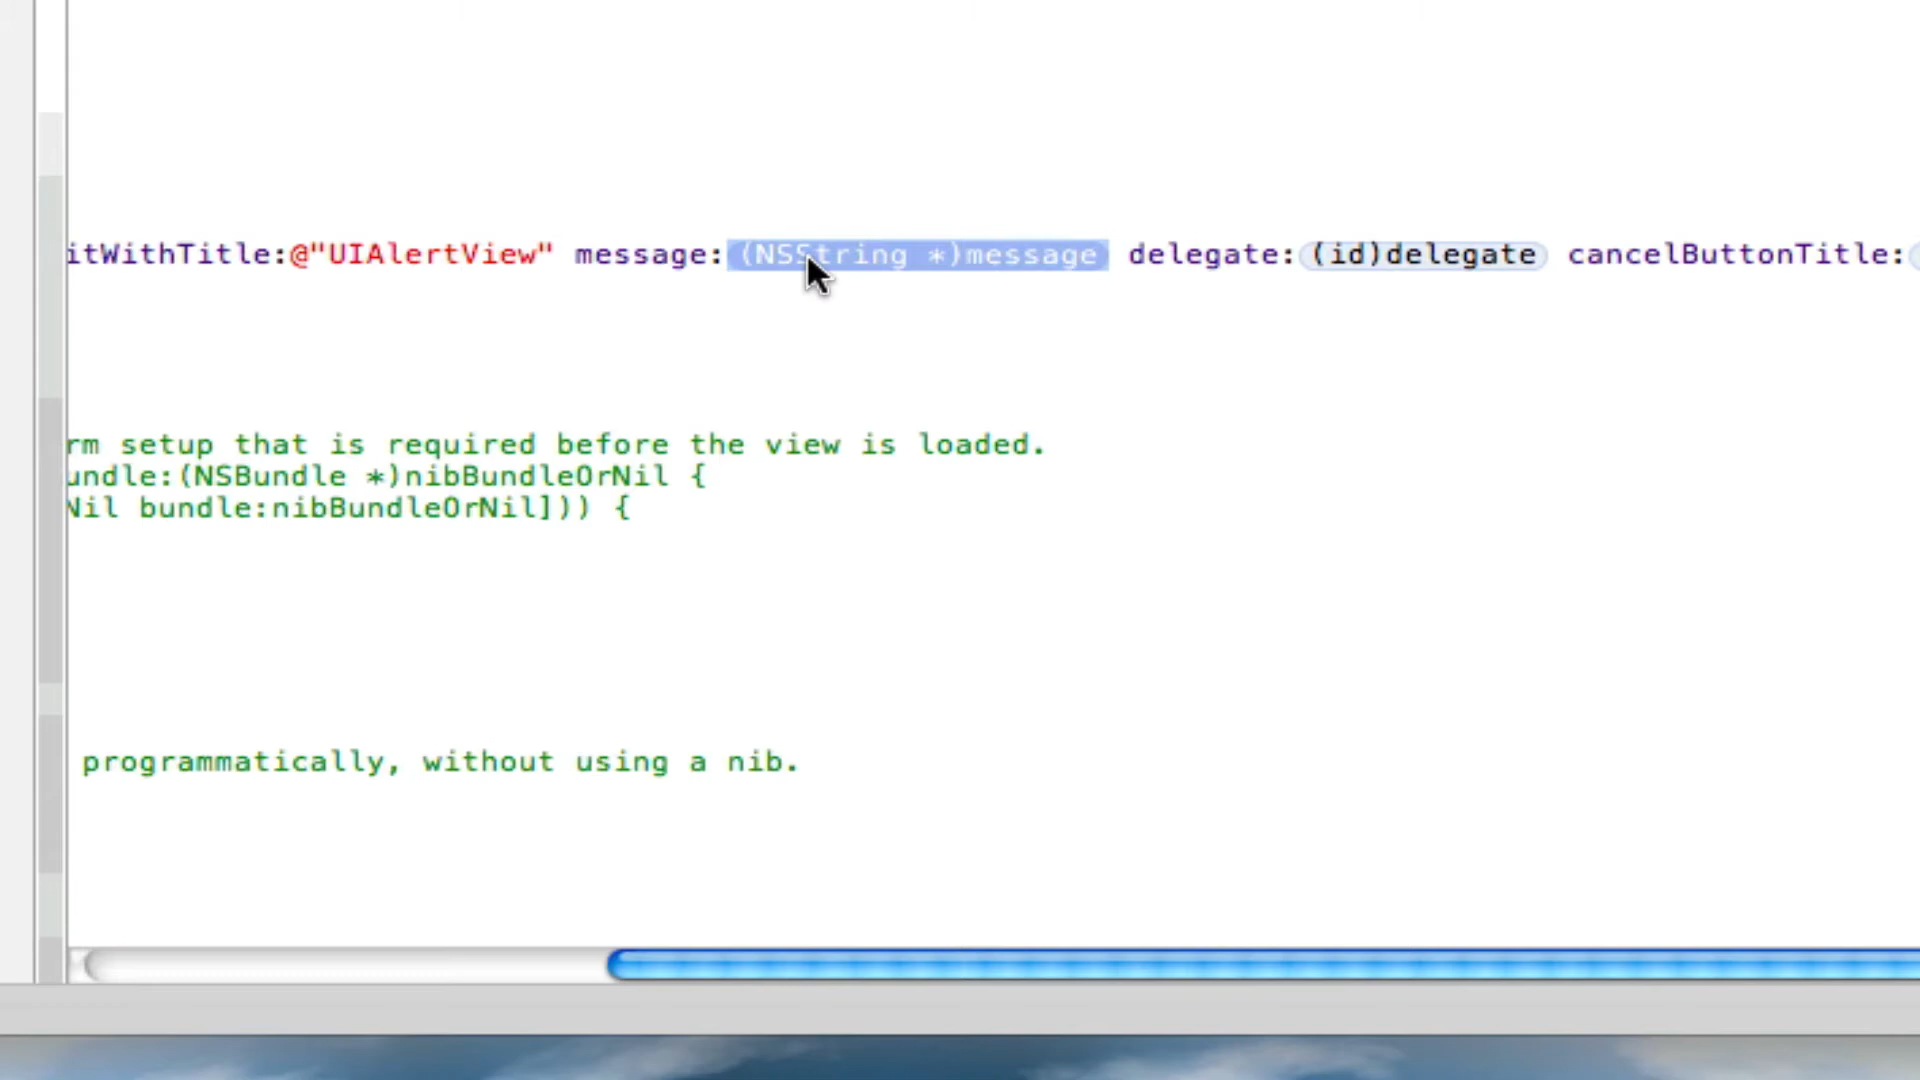 itWithTitle:@"UIAlertView" message:(NSString *)message delegate:(id)delegate cancelButtonTitle:
rm setup that is required before the view is loaded.
undle:(NSBundle *)nibBundleOrNil {
Nil bundle:nibBundleOrNil])) {
programmatically, without using a nib.